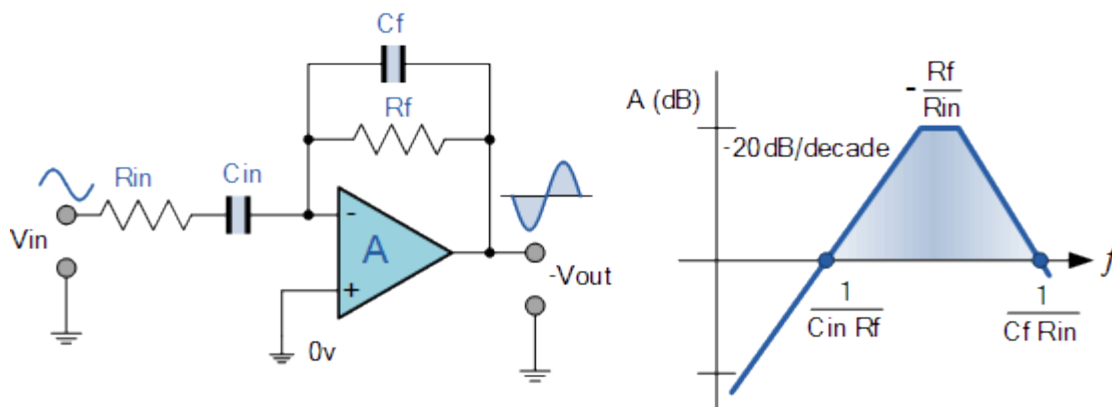 Cf
Rf
Rin
Cin
Vin
-
A
+
0v
-Vout
A (dB)
- Rf
Rin
-20dB/decade
f
1
Cin Rf
1
Cf Rin